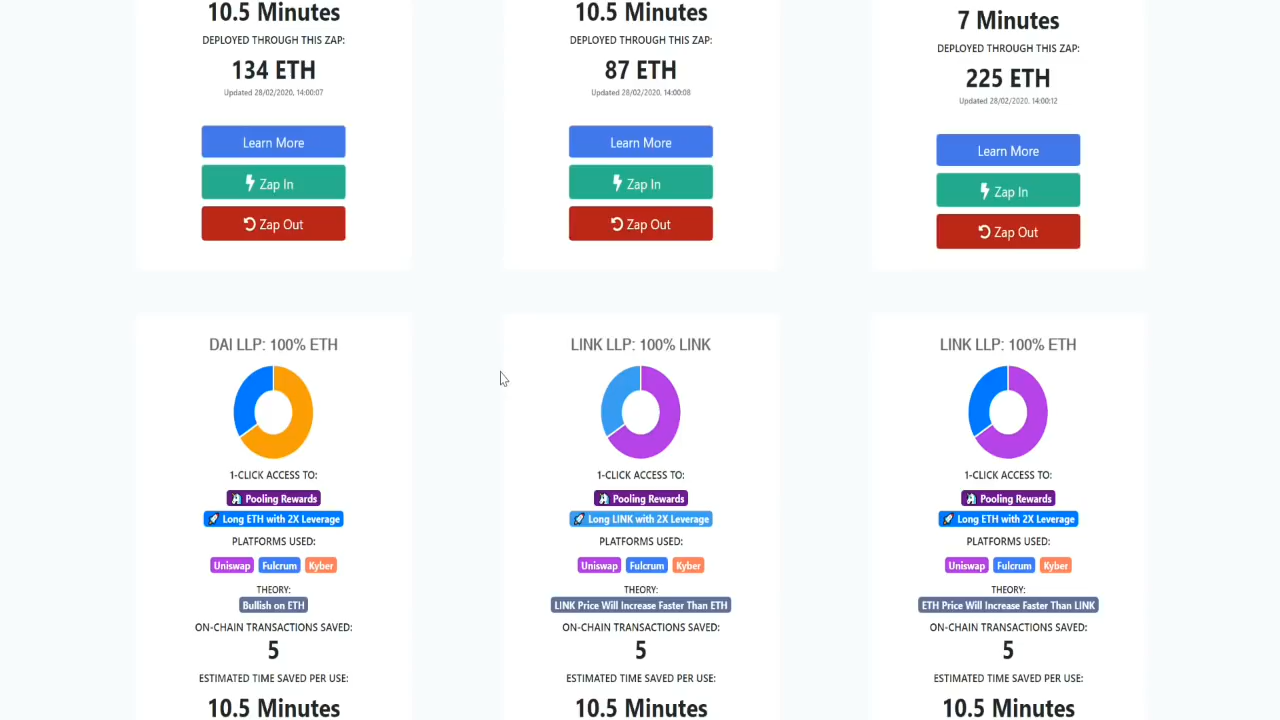 10.5 Minutes
DEPLOYED THROUGH THIS ZAP:
134 ETH
Updated 28/02/2020, 14:00:07
Learn More
Zap In
Zap Out
10.5 Minutes
DEPLOYED THROUGH THIS ZAP:
87 ETH
Updated 28/02/2020, 14:00:08
Learn More
Zap In
Zap Out
7 Minutes
DEPLOYED THROUGH THIS ZAP:
225 ETH
Updated 28/02/2020, 14:00:12
Learn More
Zap In
Zap Out
DAI LLP: 100% ETH
1-CLICK ACCESS TO:
Pooling Rewards
Long ETH with 2X Leverage
PLATFORMS USED:
Uniswap Fulcrum Kyber
THEORY:
Bullish on ETH
ON-CHAIN TRANSACTIONS SAVED:
5
ESTIMATED TIME SAVED PER USE:
10.5 Minutes
LINK LLP: 100% LINK
1-CLICK ACCESS TO:
Pooling Rewards
Long LINK with 2X Leverage
PLATFORMS USED:
Uniswap Fulcrum Kyber
THEORY:
LINK Price Will Increase Faster Than ETH
ON-CHAIN TRANSACTIONS SAVED:
5
ESTIMATED TIME SAVED PER USE:
10.5 Minutes
LINK LLP: 100% ETH
1-CLICK ACCESS TO:
Pooling Rewards
Long ETH with 2X Leverage
PLATFORMS USED:
Uniswap Fulcrum Kyber
THEORY:
ETH Price Will Increase Faster Than LINK
ON-CHAIN TRANSACTIONS SAVED:
5
ESTIMATED TIME SAVED PER USE:
10.5 Minutes